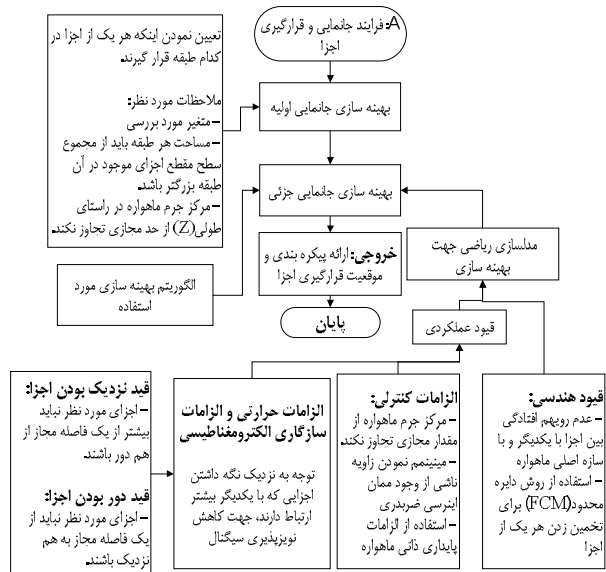 A: فرایند جانمایی و قرارگیری
اجزا
تعیین نمودن اینکه هر یک از اجزا در
کدام طبقه قرار گیرند.
ملاحظات مورد نظر:
–متغیر مورد بررسی
–مساحت هر طبقه باید از مجموع
سطح مقطع اجزای موجود در آن
طبقه بزرگتر باشد.
–مرکز جرم ماهواره در راستای
طولی(Z) از حد مجازی تجاوز نکند.
بهینه سازی جانمایی اولیه
بهینه سازی جانمایی جزئی
مدلسازی ریاضی جهت
بهینه سازی
خروجی: ارائه پیکره بندی و
موقعیت قرارگیری اجزا
الگوریتم بهینه سازی مورد
استفاده
پایان
قیود عملکردی
قید نزدیک بودن اجزا:
– اجزای مورد نظر نباید
بیشتر از یک فاصله مجاز از
هم دور باشند.
قید دور بودن اجزا:
– اجزای مورد نظر نباید از
یک فاصله مجاز به هم
نزدیک باشند.
الزامات حرارتی و الزامات
سازگاری الکترومغناطیسی
توجه به نزدیک نگه داشتن
اجزایی که با یکدیگر بیشتر
ارتباط دارند، جهت کاهش
نویزپذیری سیگنال
الزامات کنترلی:
– مرکز جرم ماهواره از
مقدار مجازی تجاوز نکند.
– مینیمم نمودن زاویه
ناشی از وجود ممان
اینرسی ضربدری
– استفاده از الزامات
پایداری ذاتی ماهواره
قیود هندسی:
– عدم رویهم افتادگی
بین اجزا با یکدیگر و با
سازه اصلی ماهواره
– استفاده از روش دایره
محدود(FCM) برای
تخمین زدن هر یک از
اجزا